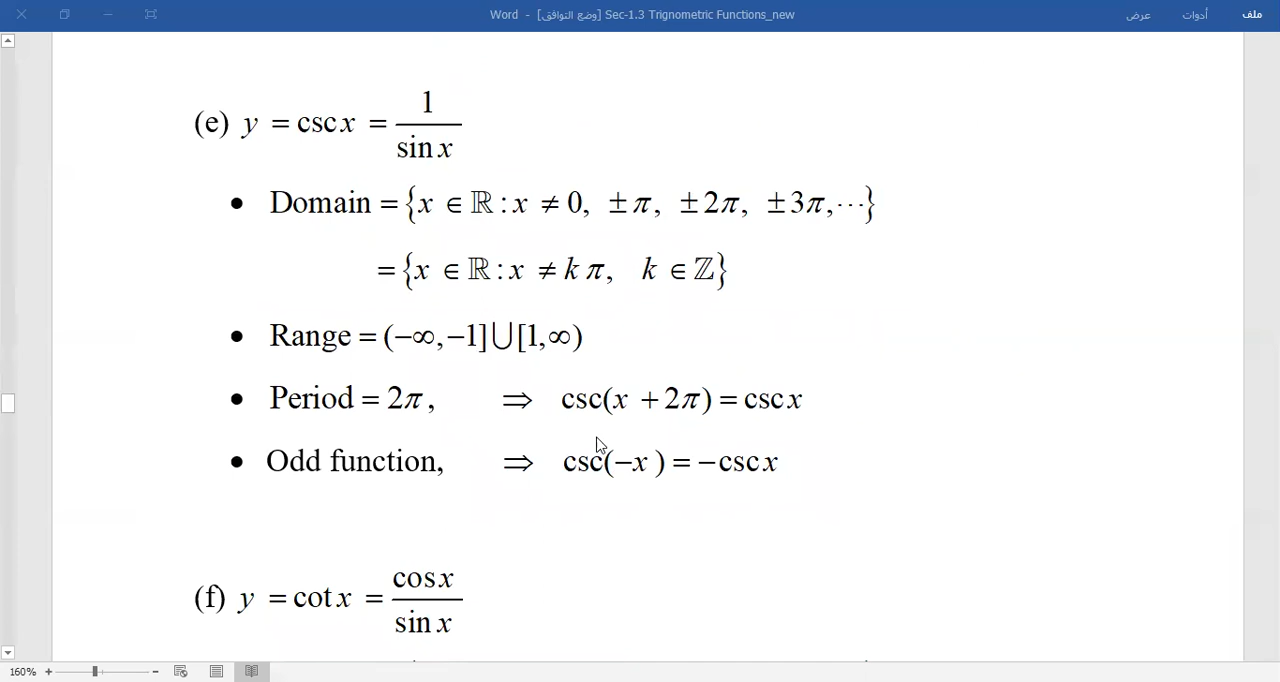 Word - [وضع التوافق] Sec-1.3 Trignometric Functions_new
عرض أدوات ملف
(e) y = csc x = 1/sin x
• Domain = {x ∈ ℝ : x ≠ 0, ±π, ±2π, ±3π, ⋯}
= {x ∈ ℝ : x ≠ k π, k ∈ ℤ}
• Range = (−∞, −1] ∪ [1, ∞)
• Period = 2π, ⇒ csc(x + 2π) = csc x
• Odd function, ⇒ csc(−x) = − csc x
(f) y = cot x = cos x/sin x
160%